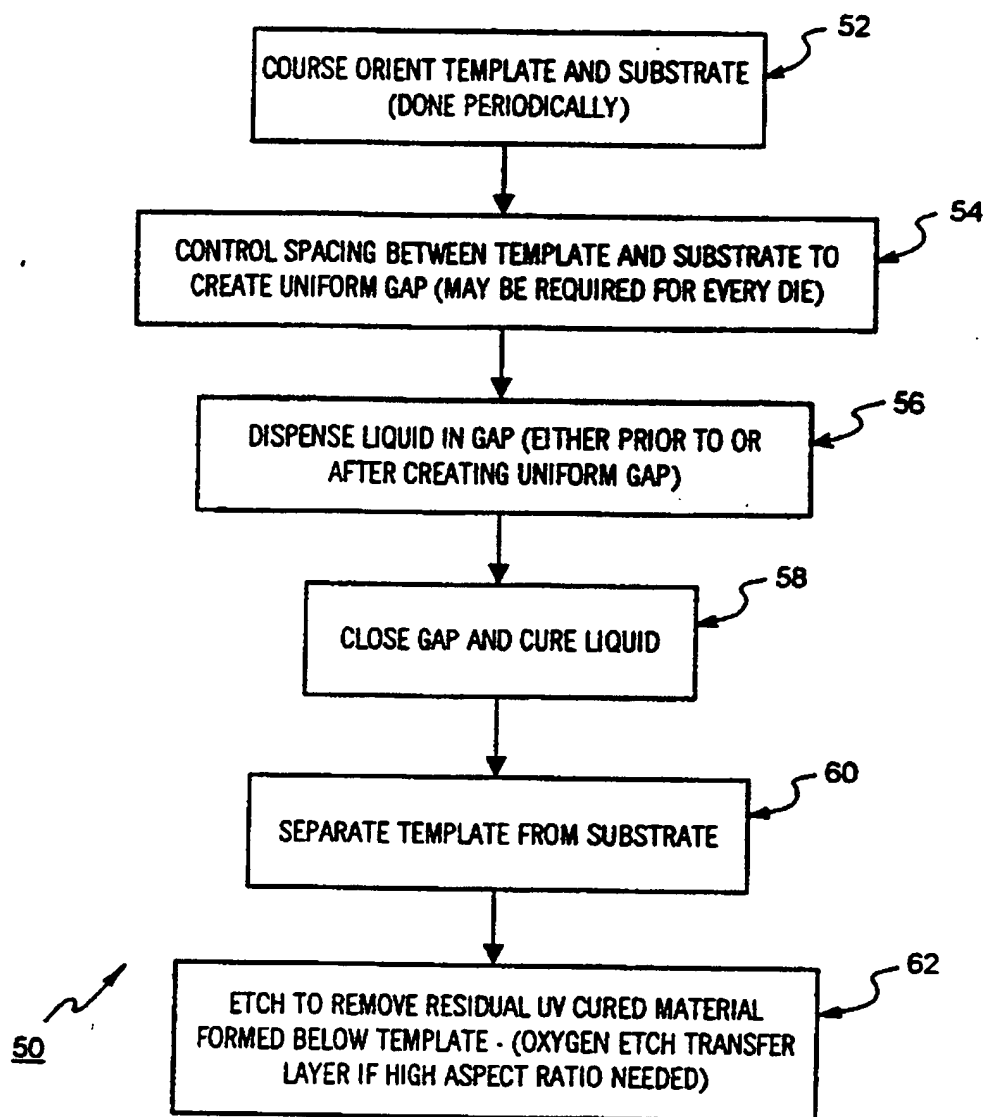 52
COURSE ORIENT TEMPLATE AND SUBSTRATE
(DONE PERIODICALLY)
54
CONTROL SPACING BETWEEN TEMPLATE AND SUBSTRATE TO
CREATE UNIFORM GAP (MAY BE REQUIRED FOR EVERY DIE)
56
DISPENSE LIQUID IN GAP (EITHER PRIOR TO OR
AFTER CREATING UNIFORM GAP)
58
CLOSE GAP AND CURE LIQUID
60
SEPARATE TEMPLATE FROM SUBSTRATE
62
ETCH TO REMOVE RESIDUAL UV CURED MATERIAL
FORMED BELOW TEMPLATE - (OXYGEN ETCH TRANSFER
LAYER IF HIGH ASPECT RATIO NEEDED)
50